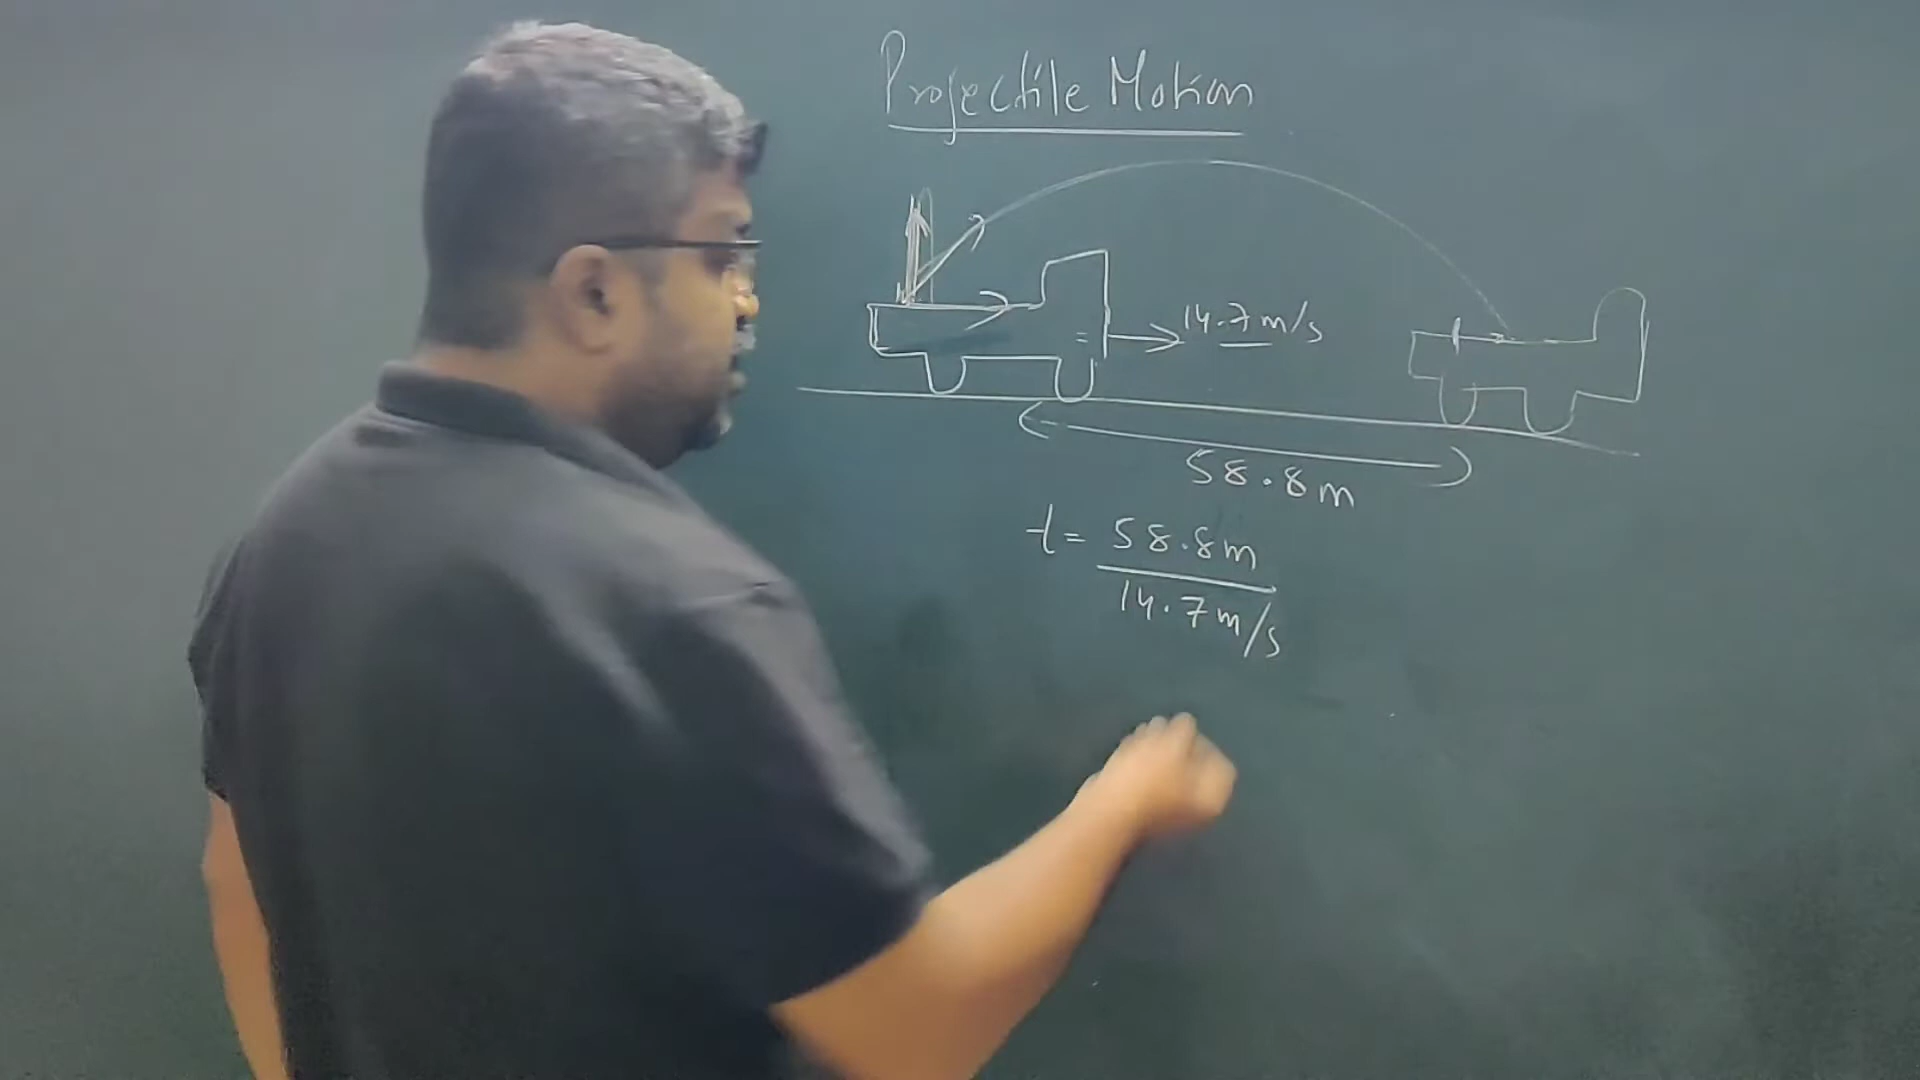 Projectile Motion
14.7 m/s
58.8 m
t = 58.8 m
14.7 m/s